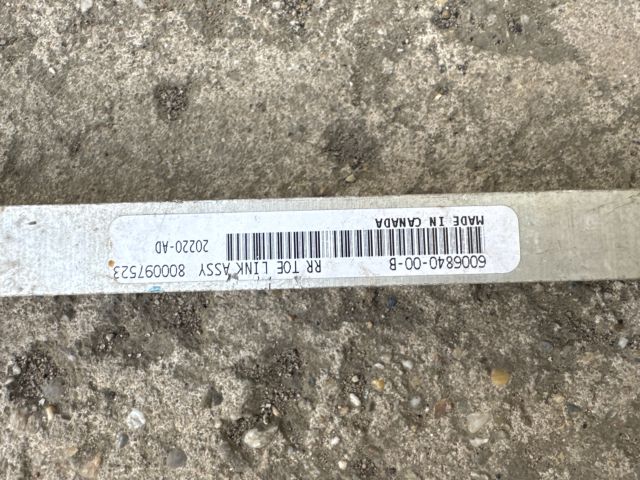 6006840-00-B
RR TOE LINK ASSY 800097523
20220-AD
MADE IN CANADA